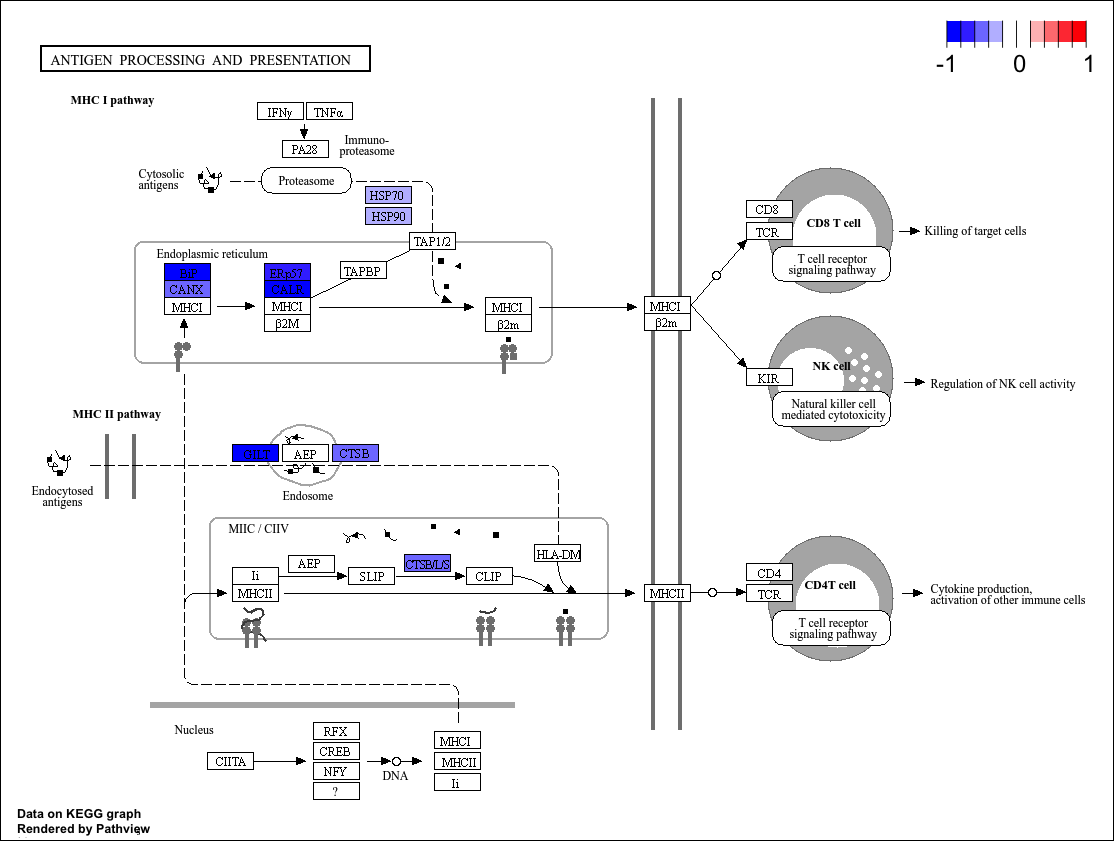 -1 0 1
ANTIGEN PROCESSING AND PRESENTATION
MHC I pathway
IFNγ TNFα
PA28
Immuno-
proteasome
Cytosolic
antigens
Proteasome
HSP70
HSP90
TAP1/2
Endoplasmic reticulum
BiP
CANX
MHCI
ERp57
CALR
MHCI
β2M
TAPBP
MHCI
β2m
MHCI
β2m
CD8
TCR
CD8 T cell
T cell receptor
signaling pathway
Killing of target cells
KIR
NK cell
Natural killer cell
mediated cytotoxicity
Regulation of NK cell activity
MHC II pathway
Endocytosed
antigens
GILT
AEP
CTSB
Endosome
MIIC / CIIV
Ii
MHCII
AEP
SLIP
CTSB/L/S
CLIP
HLA-DM
MHCII
CD4
TCR
CD4T cell
T cell receptor
signaling pathway
Cytokine production,
activation of other immune cells
Nucleus
CIITA
RFX
CREB
NFY
?
DNA
MHCI
MHCII
Ii
Data on KEGG graph
Rendered by Pathview